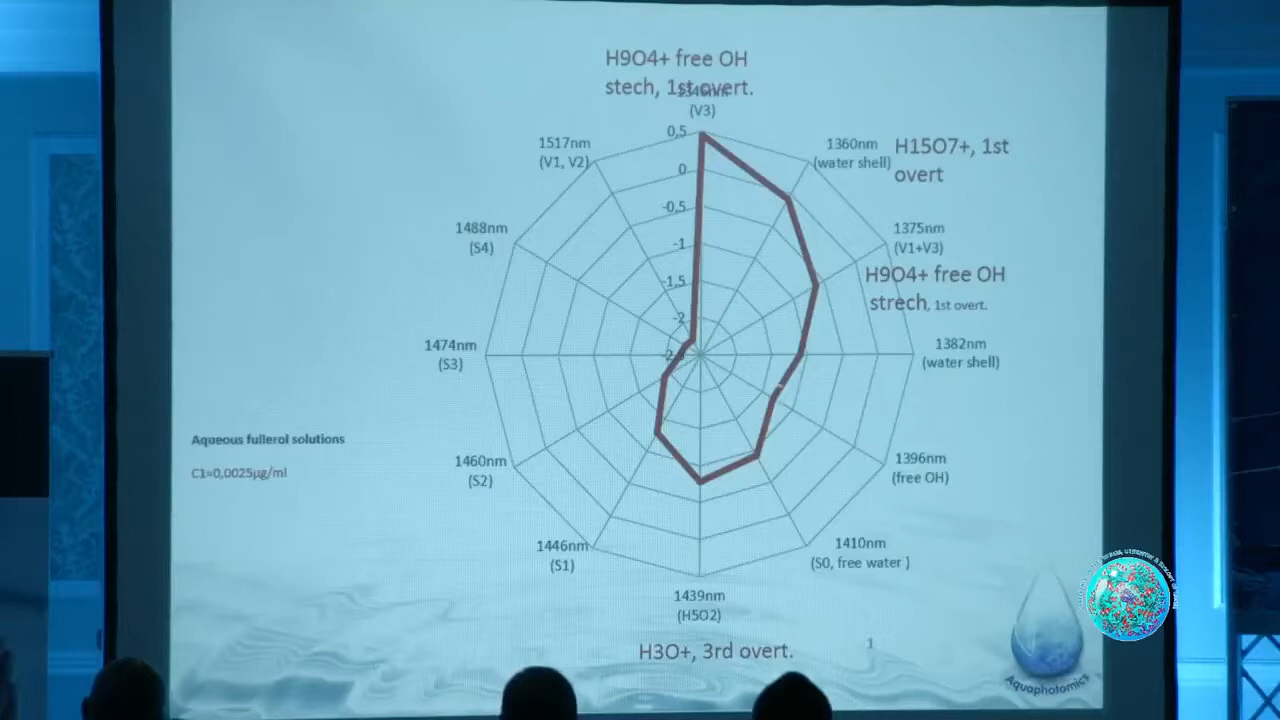 H9O4+ free OH
stech, 1st overt.
(V3)
0,5
0
-0,5
-1
-1,5
-2
1360nm
(water shell)
H15O7+, 1st
overt
1375nm
(V1+V3)
H9O4+ free OH
strech, 1st overt.
1382nm
(water shell)
1396nm
(free OH)
1410nm
(S0, free water )
1439nm
(H5O2)
H3O+, 3rd overt.
1446nm
(S1)
1460nm
(S2)
1474nm
(S3)
1488nm
(S4)
1517nm
(V1, V2)
Aqueous fullerol solutions
C1=0,0025µg/ml
1
Aquaphotomics